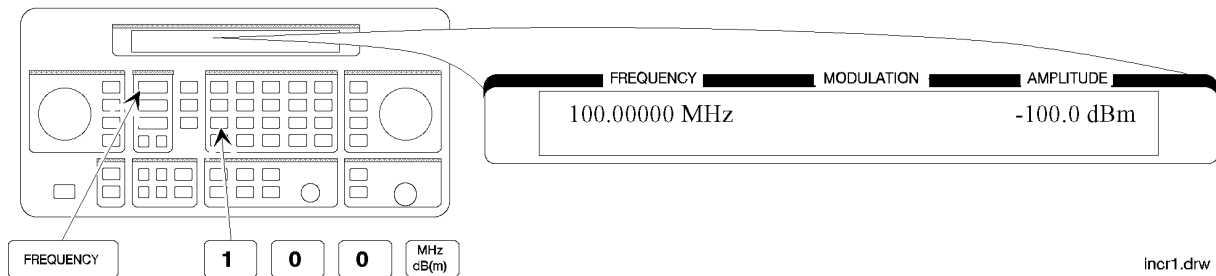 FREQUENCY MODULATION AMPLITUDE
100.00000 MHz -100.0 dBm
FREQUENCY 1 0 0 MHz
dB(m)
incr1.drw